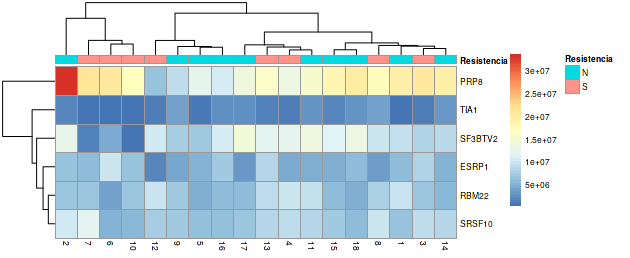 Resistencia
PRP8
TIA1
SF3BTV2
ESRP1
RBM22
SRSF10
2 7 6 10 12 9 5 16 17 13 4 11 15 18 8 1 3 14
3e+07
2.5e+07
2e+07
1.5e+07
1e+07
5e+06
Resistencia
N
S